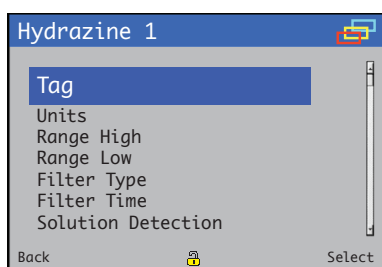 Hydrazine 1
Tag
Units
Range High
Range Low
Filter Type
Filter Time
Solution Detection
Back
Select